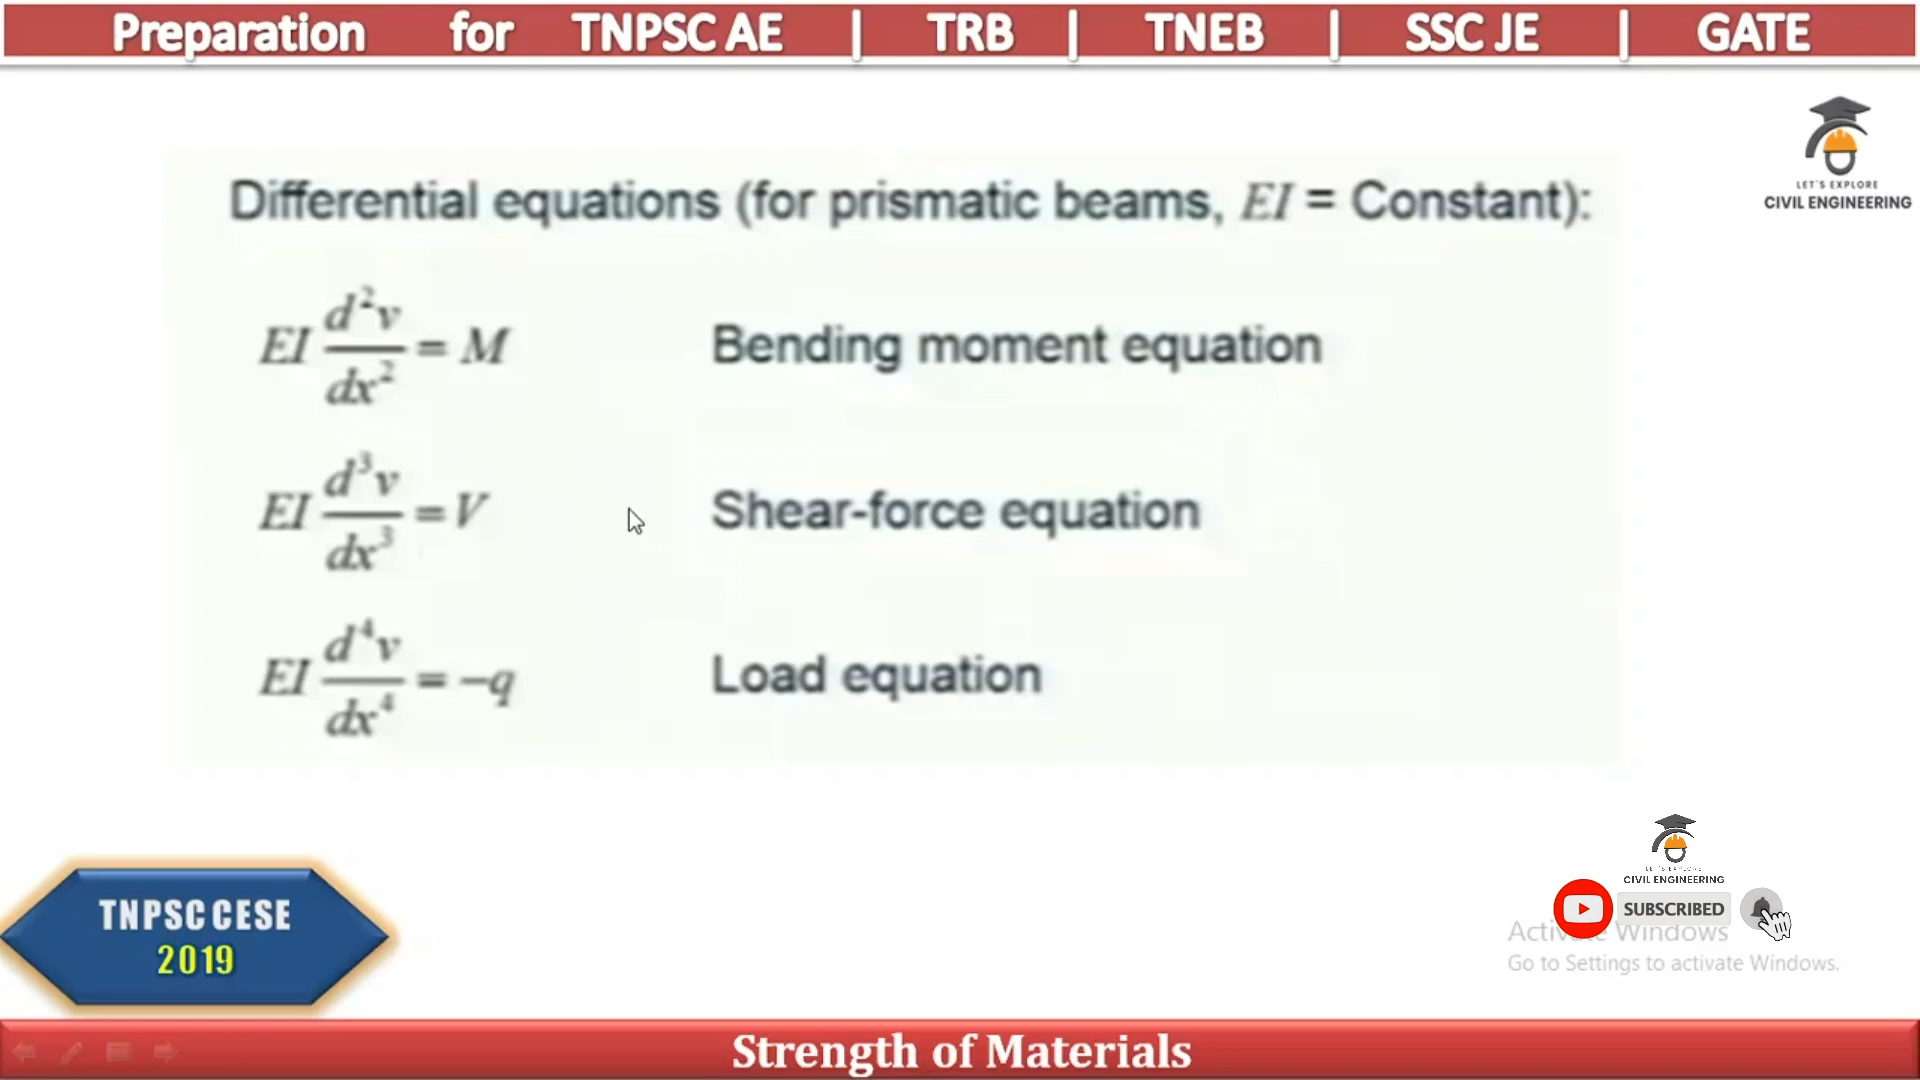 Preparation for TNPSC AE | TRB | TNEB | SSC JE | GATE
LET'S EXPLORE
CIVIL ENGINEERING
Differential equations (for prismatic beams, EI = Constant):
EI d²v/dx² = M Bending moment equation
EI d³v/dx³ = V Shear-force equation
EI d⁴v/dx⁴ = -q Load equation
TNPSC CESE
2019
LET'S EXPLORE
CIVIL ENGINEERING
SUBSCRIBED
Activate Windows
Go to Settings to activate Windows.
Strength of Materials